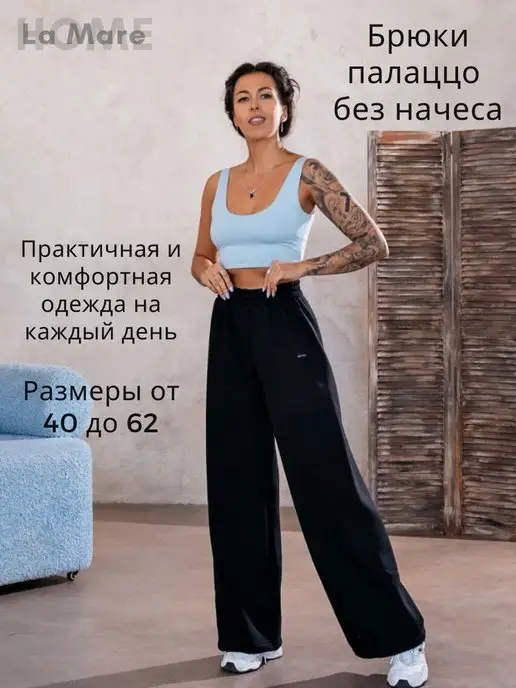 HOME
La Mare
Брюки
палаццо
без начеса
Практичная и
комфортная
одежда на
каждый день
Размеры от
40 до 62